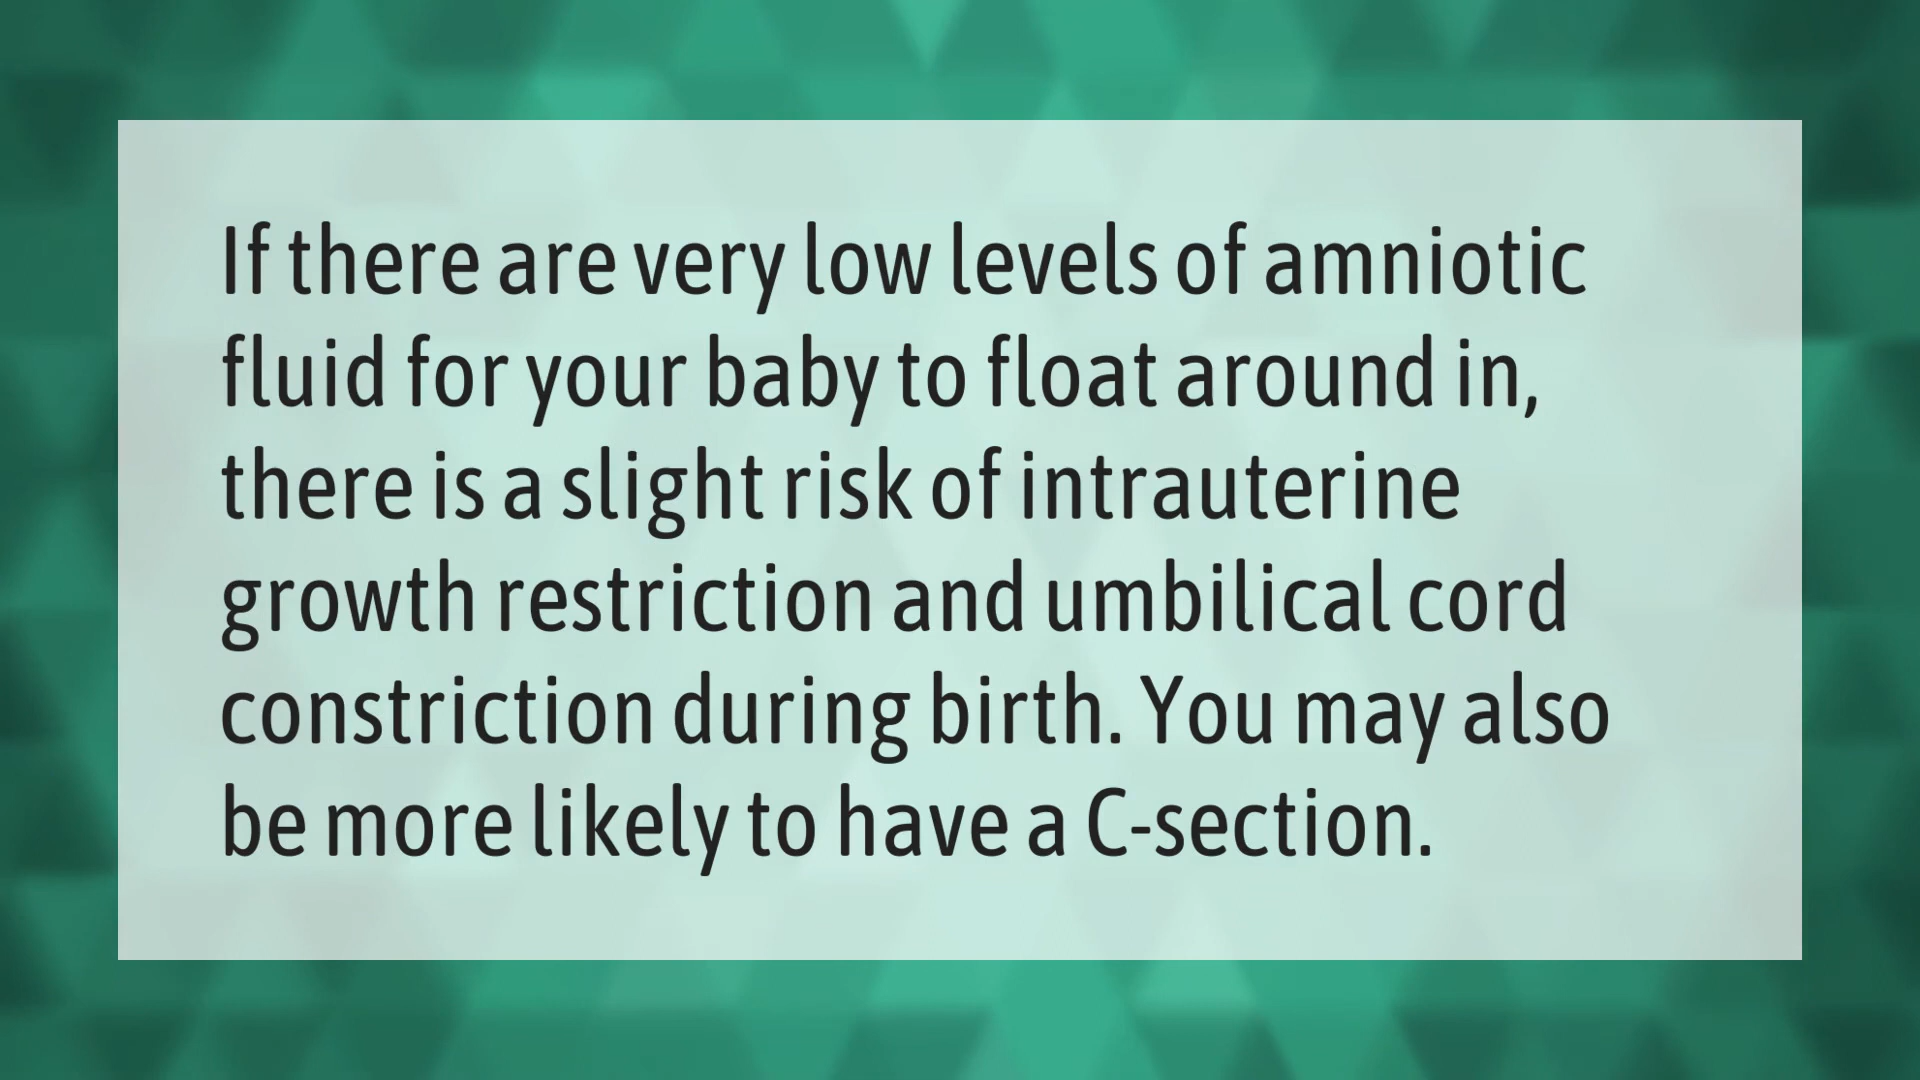 If there are very low levels of amniotic
fluid for your baby to float around in,
there is a slight risk of intrauterine
growth restriction and umbilical cord
constriction during birth. You may also
be more likely to have a C-section.